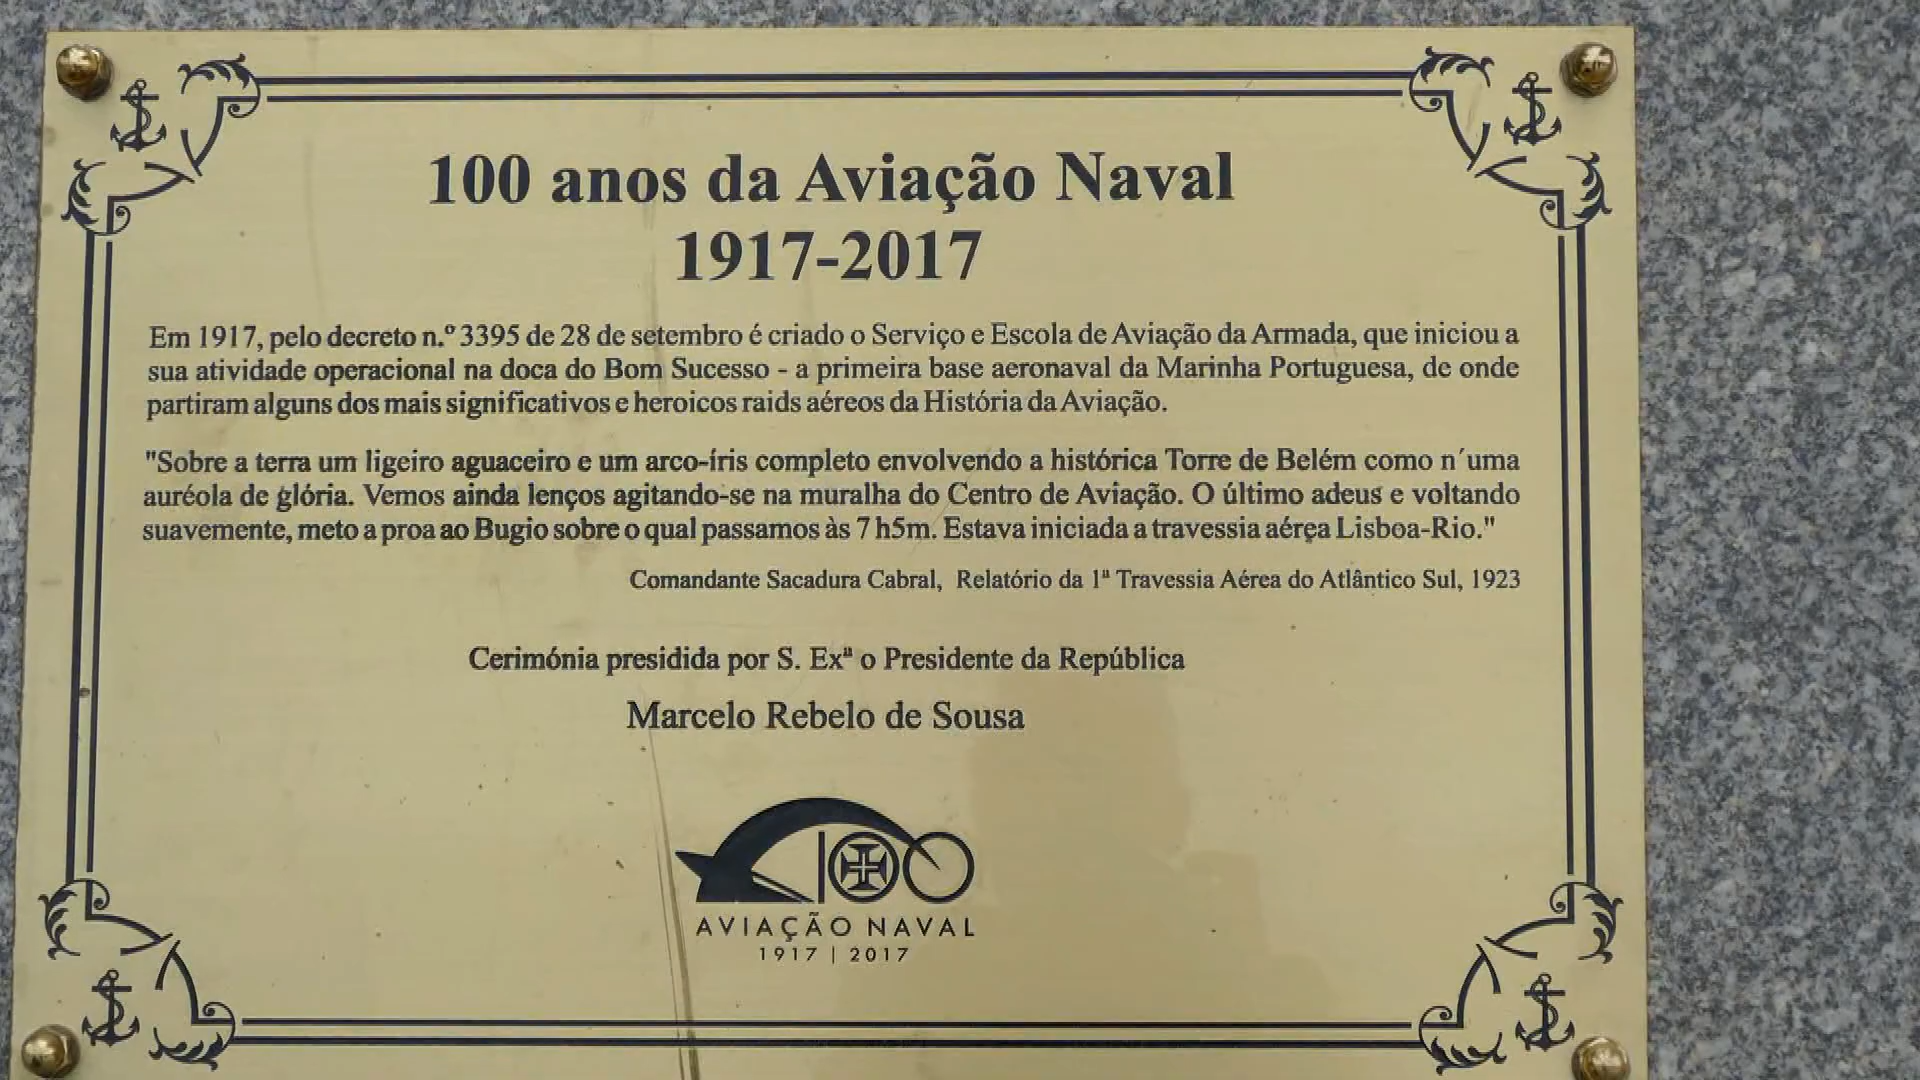 100 anos da Aviação Naval
1917-2017
Em 1917, pelo decreto n.º 3395 de 28 de setembro é criado o Serviço e Escola de Aviação da Armada, que iniciou a
sua atividade operacional na doca do Bom Sucesso - a primeira base aeronaval da Marinha Portuguesa, de onde
partiram alguns dos mais significativos e heroicos raids aéreos da História da Aviação.
"Sobre a terra um ligeiro aguaceiro e um arco-íris completo envolvendo a histórica Torre de Belém como n´uma
auréola de glória. Vemos ainda lenços agitando-se na muralha do Centro de Aviação. O último adeus e voltando
suavemente, meto a proa ao Bugio sobre o qual passamos às 7 h5m. Estava iniciada a travessia aérea Lisboa-Rio."
Comandante Sacadura Cabral, Relatório da 1ª Travessia Aérea do Atlântico Sul, 1923
Cerimónia presidida por S. Exª o Presidente da República
Marcelo Rebelo de Sousa
100
AVIAÇÃO NAVAL
1917 | 2017